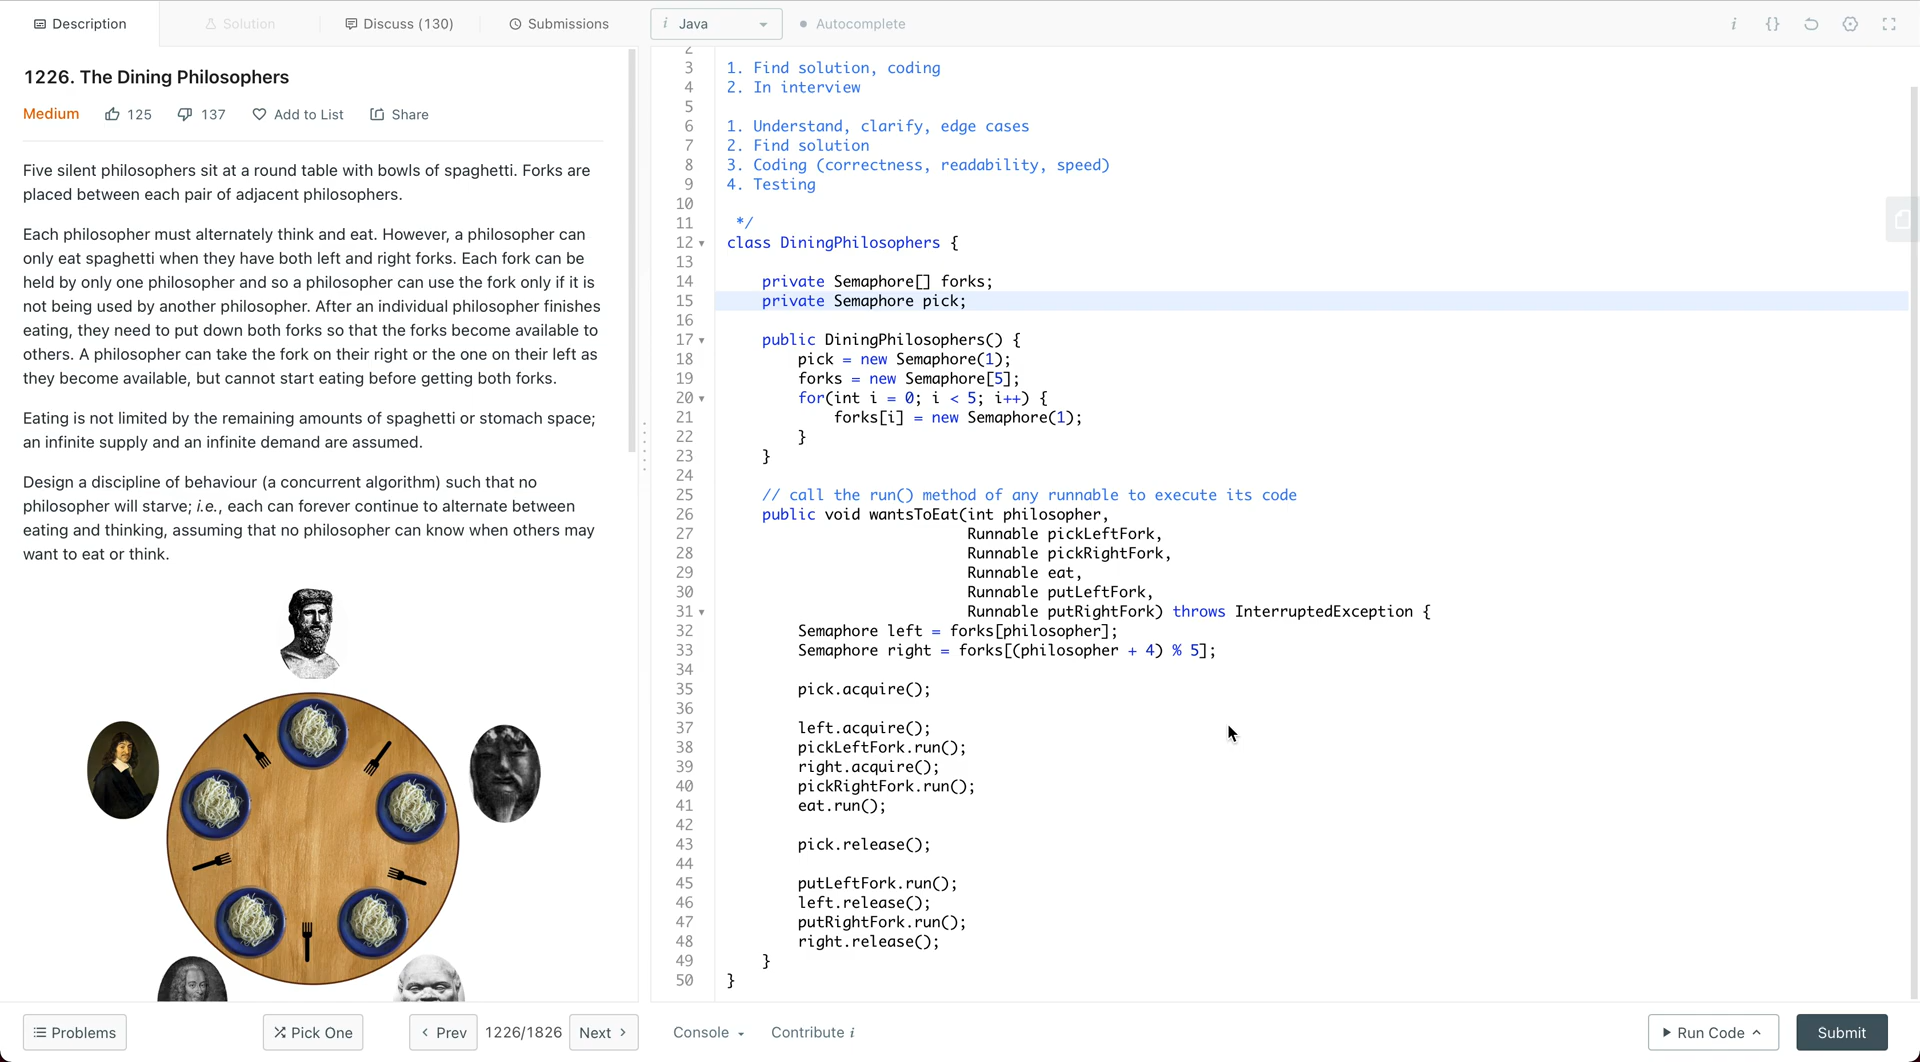 Description
Solution
Discuss (130)
Submissions
i Java
Autocomplete
i
{}
1226. The Dining Philosophers
Medium 125 137 Add to List Share
Five silent philosophers sit at a round table with bowls of spaghetti. Forks are
placed between each pair of adjacent philosophers.
Each philosopher must alternately think and eat. However, a philosopher can
only eat spaghetti when they have both left and right forks. Each fork can be
held by only one philosopher and so a philosopher can use the fork only if it is
not being used by another philosopher. After an individual philosopher finishes
eating, they need to put down both forks so that the forks become available to
others. A philosopher can take the fork on their right or the one on their left as
they become available, but cannot start eating before getting both forks.
Eating is not limited by the remaining amounts of spaghetti or stomach space;
an infinite supply and an infinite demand are assumed.
Design a discipline of behaviour (a concurrent algorithm) such that no
philosopher will starve; i.e., each can forever continue to alternate between
eating and thinking, assuming that no philosopher can know when others may
want to eat or think.
2
3 1. Find solution, coding
4 2. In interview
5
6 1. Understand, clarify, edge cases
7 2. Find solution
8 3. Coding (correctness, readability, speed)
9 4. Testing
10
11 */
12 class DiningPhilosophers {
13
14 private Semaphore[] forks;
15 private Semaphore pick;
16
17 public DiningPhilosophers() {
18 pick = new Semaphore(1);
19 forks = new Semaphore[5];
20 for(int i = 0; i < 5; i++) {
21 forks[i] = new Semaphore(1);
22 }
23 }
24
25 // call the run() method of any runnable to execute its code
26 public void wantsToEat(int philosopher,
27 Runnable pickLeftFork,
28 Runnable pickRightFork,
29 Runnable eat,
30 Runnable putLeftFork,
31 Runnable putRightFork) throws InterruptedException {
32 Semaphore left = forks[philosopher];
33 Semaphore right = forks[(philosopher + 4) % 5];
34
35 pick.acquire();
36
37 left.acquire();
38 pickLeftFork.run();
39 right.acquire();
40 pickRightFork.run();
41 eat.run();
42
43 pick.release();
44
45 putLeftFork.run();
46 left.release();
47 putRightFork.run();
48 right.release();
49 }
50 }
Problems
Pick One
Prev 1226/1826 Next
Console
Contribute i
Run Code
Submit